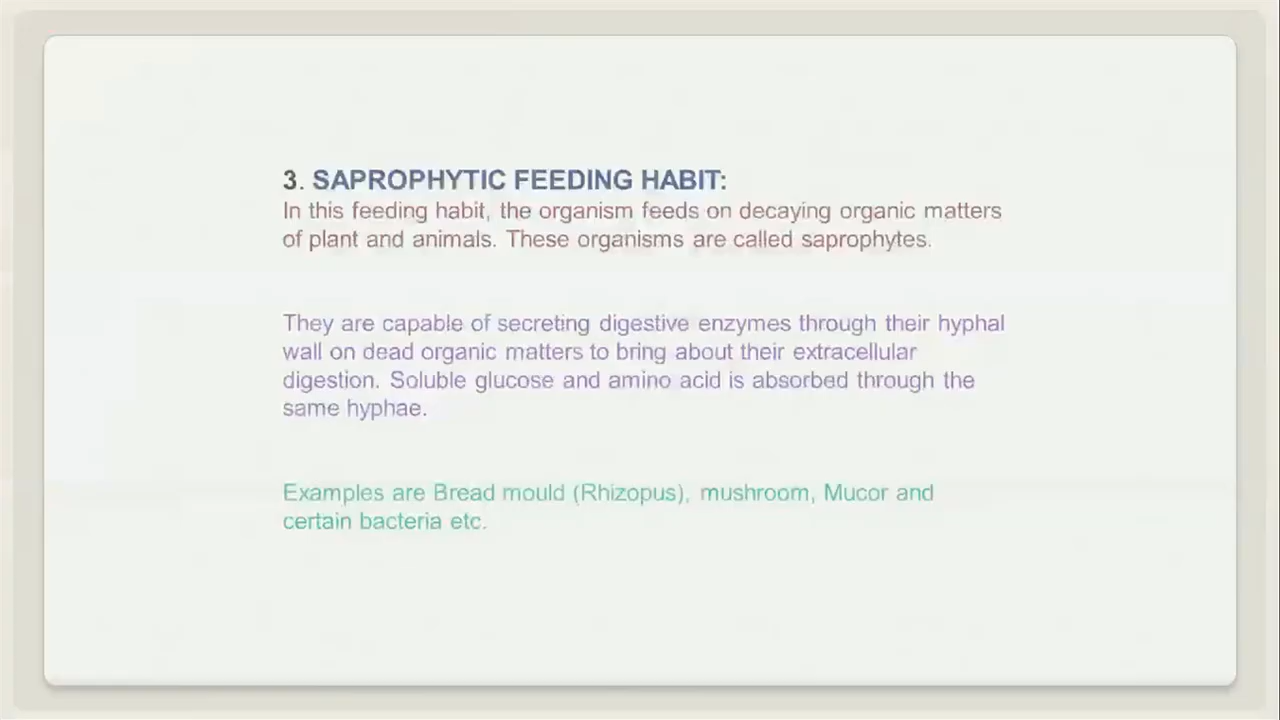 3. SAPROPHYTIC FEEDING HABIT:
In this feeding habit, the organism feeds on decaying organic matters
of plant and animals. These organisms are called saprophytes.
They are capable of secreting digestive enzymes through their hyphal
wall on dead organic matters to bring about their extracellular
digestion. Soluble glucose and amino acid is absorbed through the
same hyphae.
Examples are Bread mould (Rhizopus), mushroom, Mucor and
certain bacteria etc.